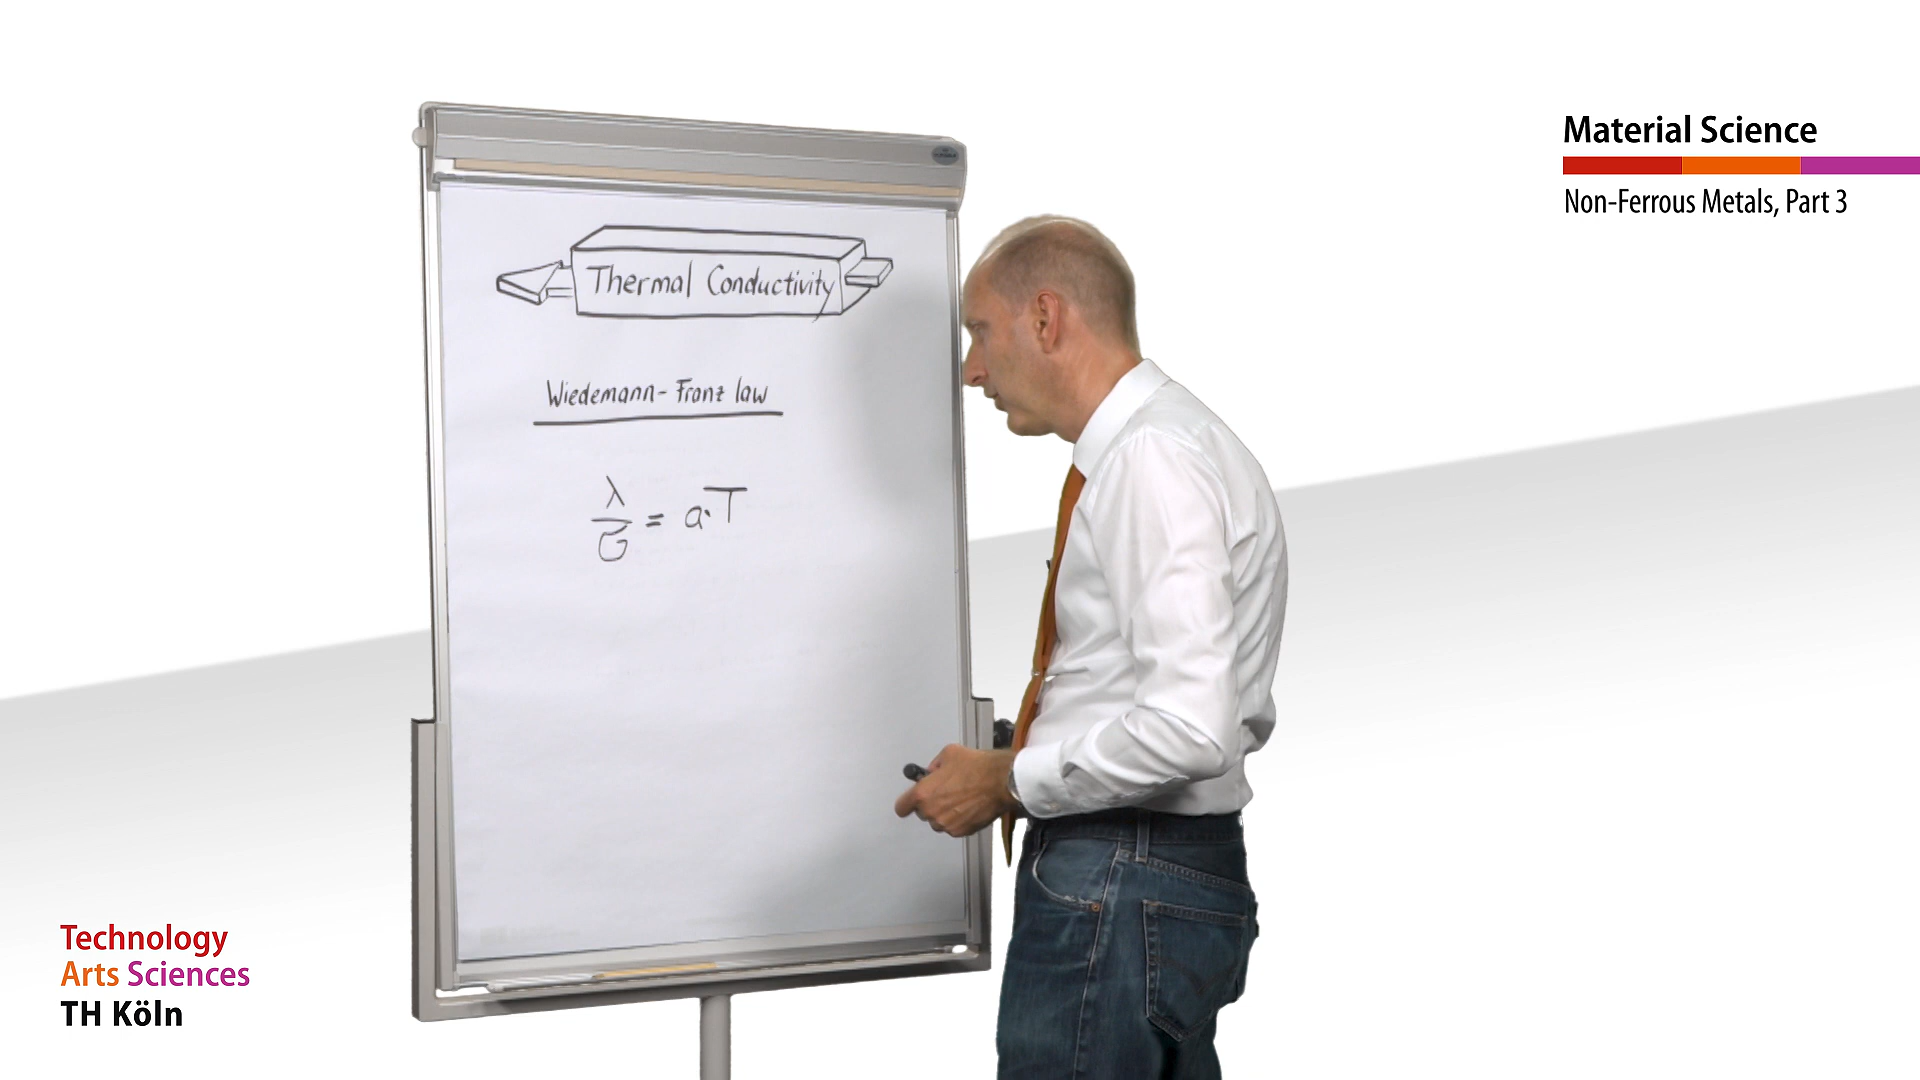 Material Science
Non-Ferrous Metals, Part 3
Thermal Conductivity
Wiedemann-Franz law
λ/σ = a·T
Technology
Arts Sciences
TH Köln